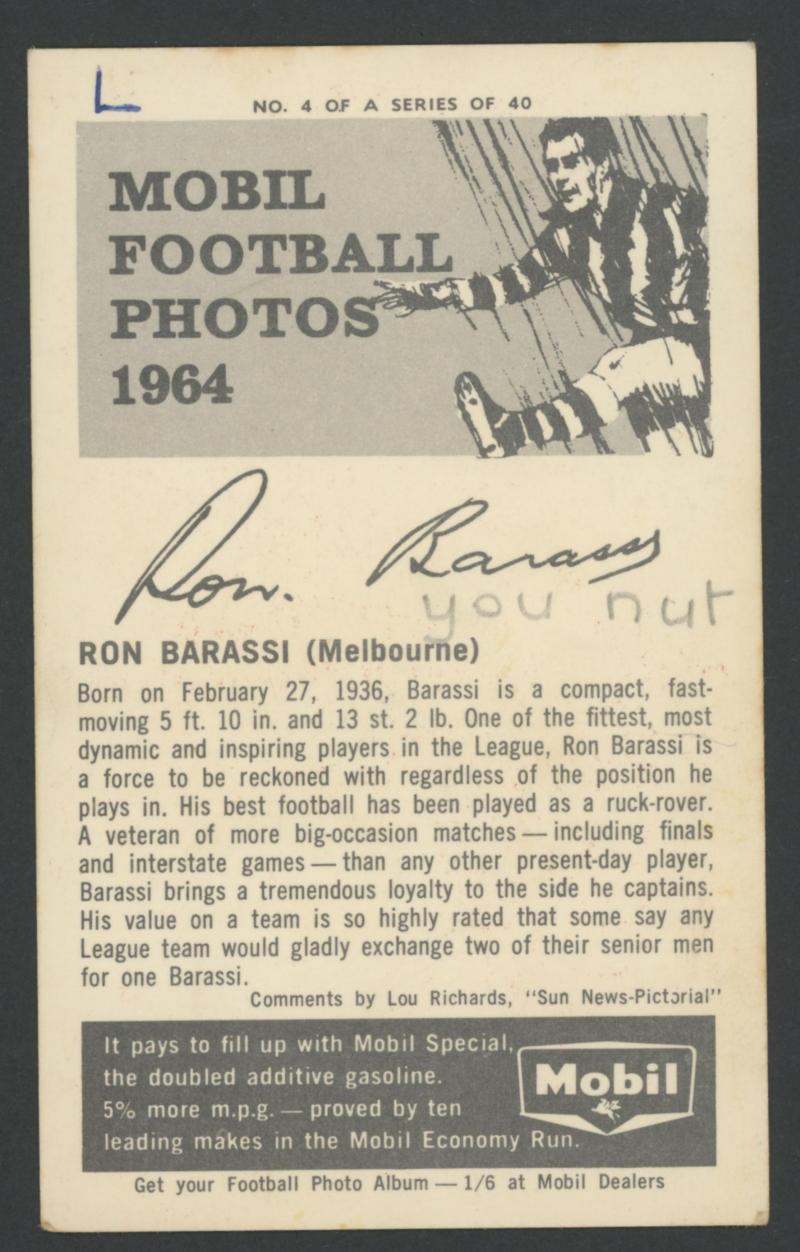 L
NO. 4 OF A SERIES OF 40
MOBIL
FOOTBALL
PHOTOS
1964
Ron. Barassi
you nut
RON BARASSI (Melbourne)
Born on February 27, 1936, Barassi is a compact, fast-
moving 5 ft. 10 in. and 13 st. 2 lb. One of the fittest, most
dynamic and inspiring players in the League, Ron Barassi is
a force to be reckoned with regardless of the position he
plays in. His best football has been played as a ruck-rover.
A veteran of more big-occasion matches — including finals
and interstate games — than any other present-day player,
Barassi brings a tremendous loyalty to the side he captains.
His value on a team is so highly rated that some say any
League team would gladly exchange two of their senior men
for one Barassi.
Comments by Lou Richards, "Sun News-Pictorial"
It pays to fill up with Mobil Special,
the doubled additive gasoline.
5% more m.p.g. — proved by ten
leading makes in the Mobil Economy Run.
Mobil
Get your Football Photo Album — 1/6 at Mobil Dealers